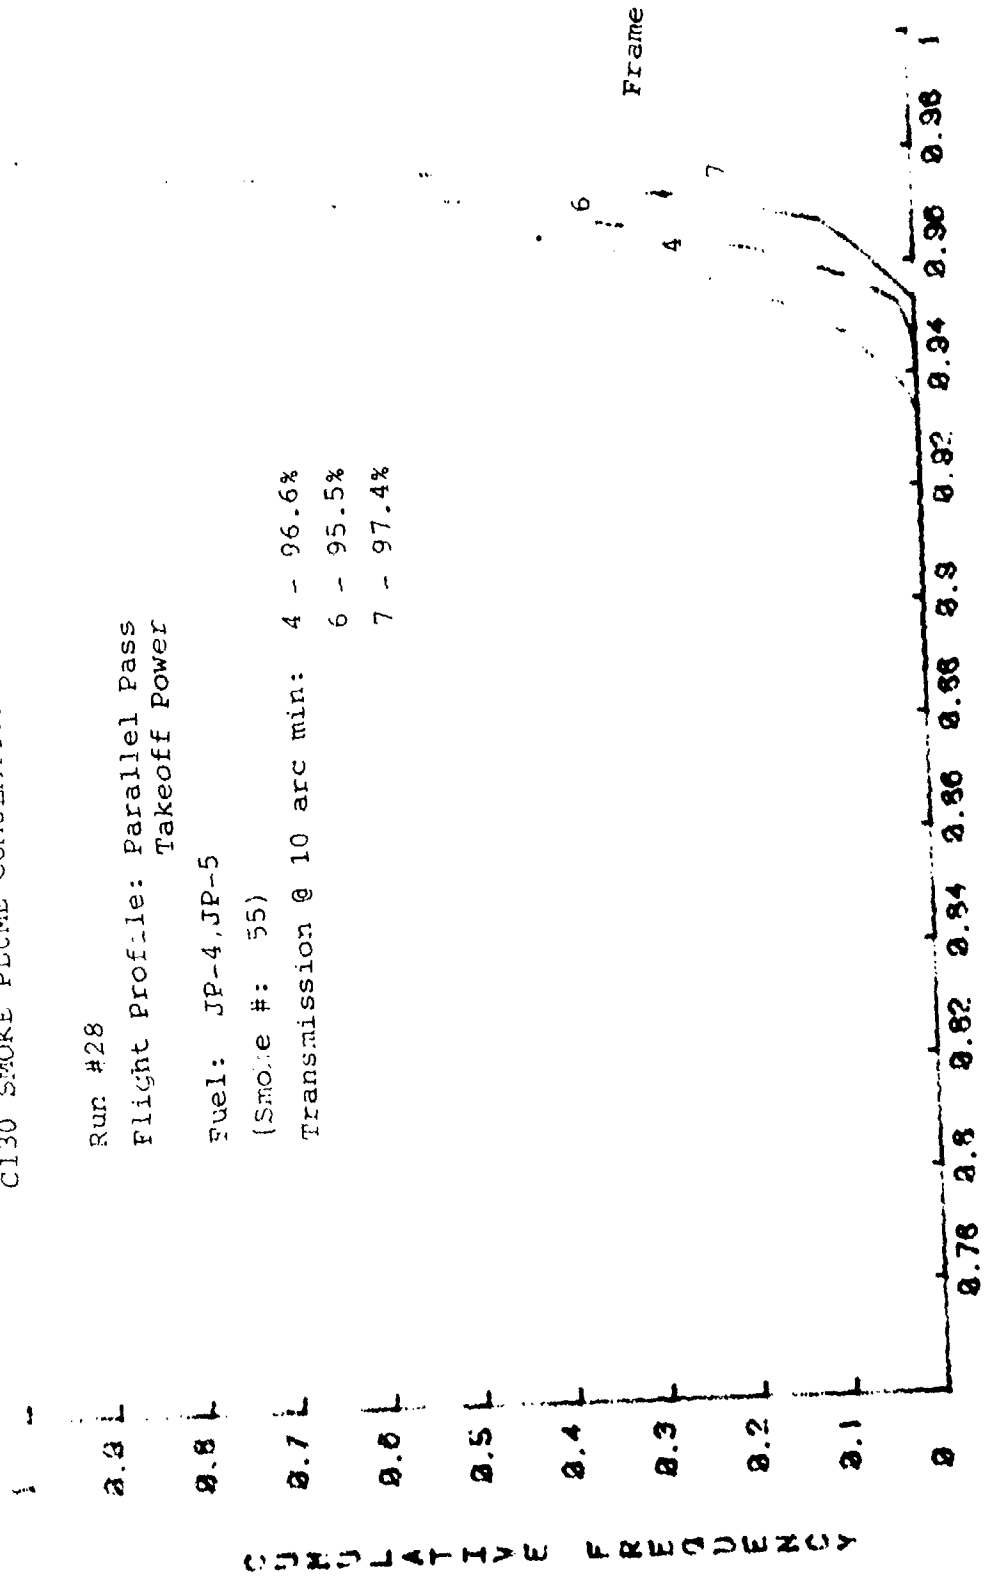 C130 SMOKE PLUME
Run #28
Flight Profile: Parallel Pass
Takeoff Power
Fuel: JP-4,JP-5
(Smoke #: 55)
Transmission @ 10 arc min: 4 - 96.6%
6 - 95.5%
7 - 97.4%
Frame
6
4
7
CUMULATIVE FREQUENCY
1
0.9
0.8
0.7
0.6
0.5
0.4
0.3
0.2
0.1
0
0.78
0.8
0.82
0.84
0.86
0.88
0.9
0.92
0.94
0.96
0.98
1